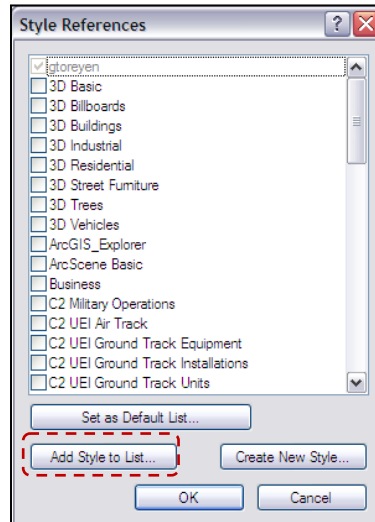 Style References
gtoreyen
3D Basic
3D Billboards
3D Buildings
3D Industrial
3D Residential
3D Street Furniture
3D Trees
3D Vehicles
ArcGIS_Explorer
ArcScene Basic
Business
C2 Military Operations
C2 UEI Air Track
C2 UEI Ground Track Equipment
C2 UEI Ground Track Installations
C2 UEI Ground Track Units
Set as Default List...
Add Style to List... Create New Style...
OK Cancel